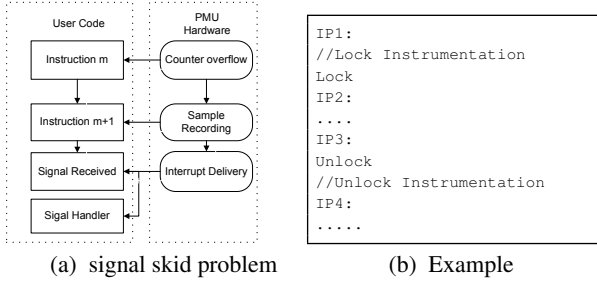 User Code
PMU
Hardware
Instruction m
Counter overflow
Instruction m+1
Sample
Recording
Signal Received
Interrupt Delivery
Sigal Handler
(a) signal skid problem
IP1:
//Lock Instrumentation
Lock
IP2:
....
IP3:
Unlock
//Unlock Instrumentation
IP4:
.....
(b) Example